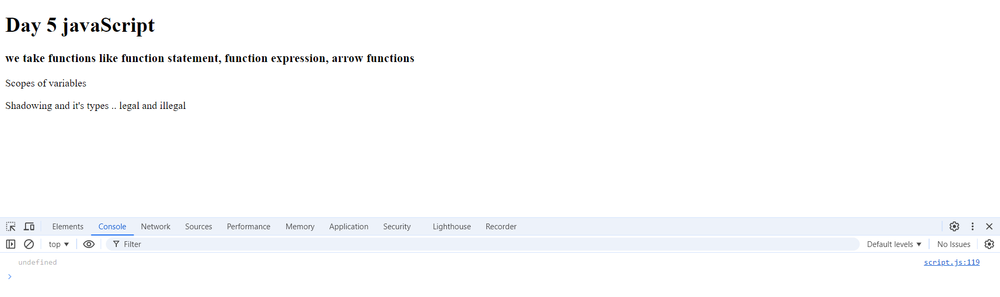 Day 5 javaScript
we take functions like function statement, function expression, arrow functions
Scopes of variables
Shadowing and it's types .. legal and illegal
Elements Console Network Sources Performance Memory Application Security Lighthouse Recorder
top Filter Default levels No Issues
undefined script.js:119